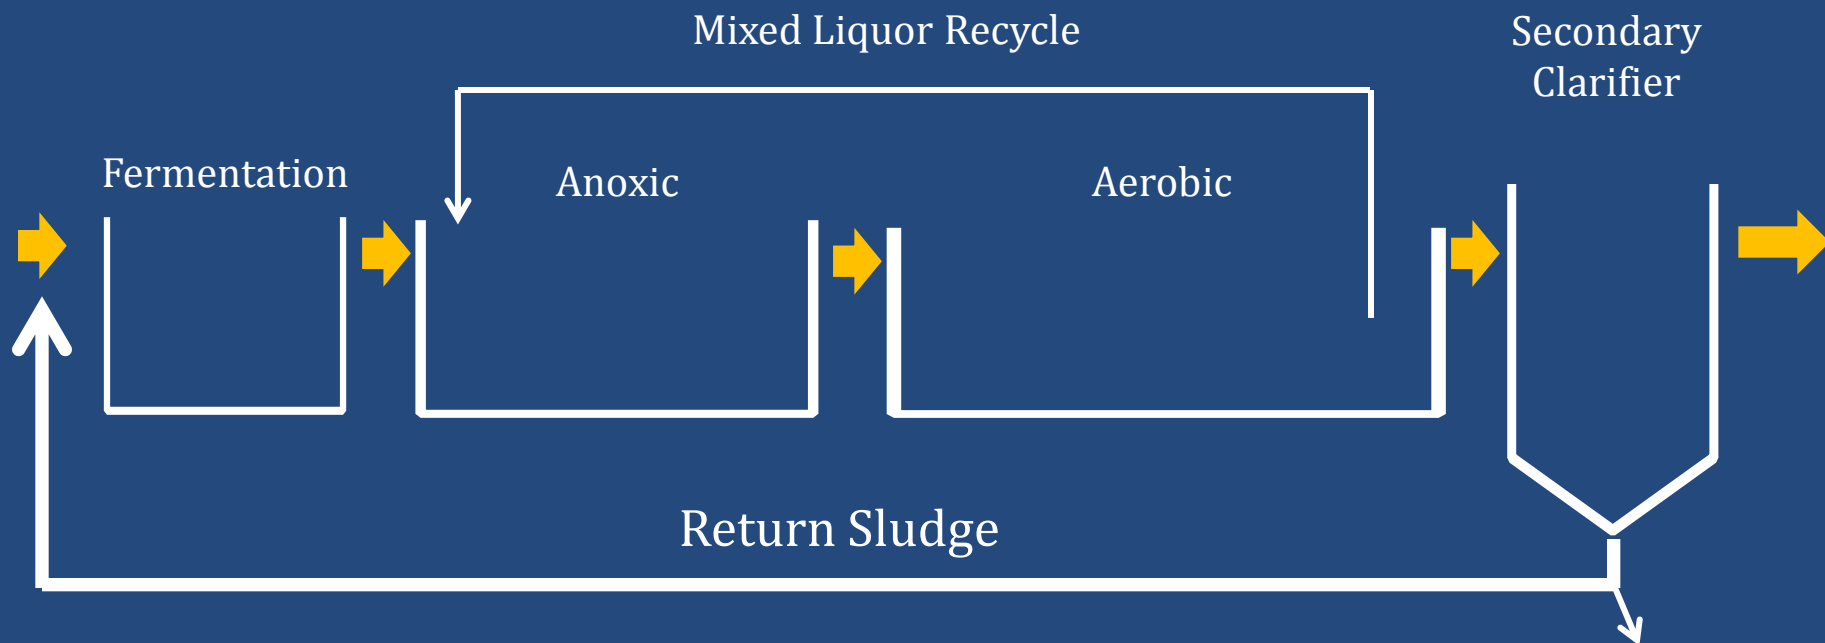 Mixed Liquor Recycle
Secondary
Clarifier
Fermentation
Anoxic
Aerobic
Return Sludge